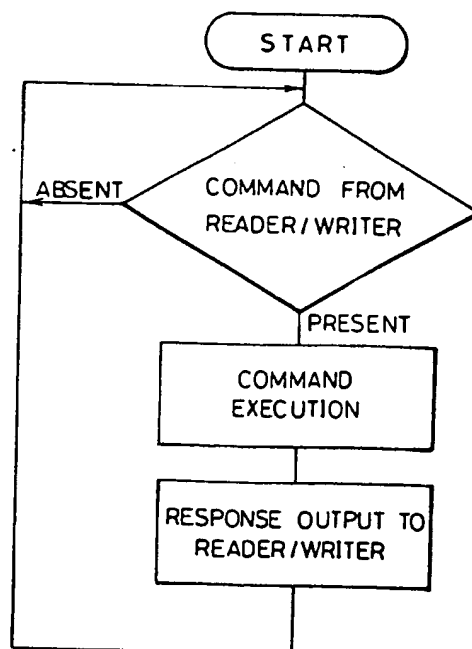 START
COMMAND FROM
READER/WRITER
ABSENT
PRESENT
COMMAND
EXECUTION
RESPONSE OUTPUT TO
READER/WRITER